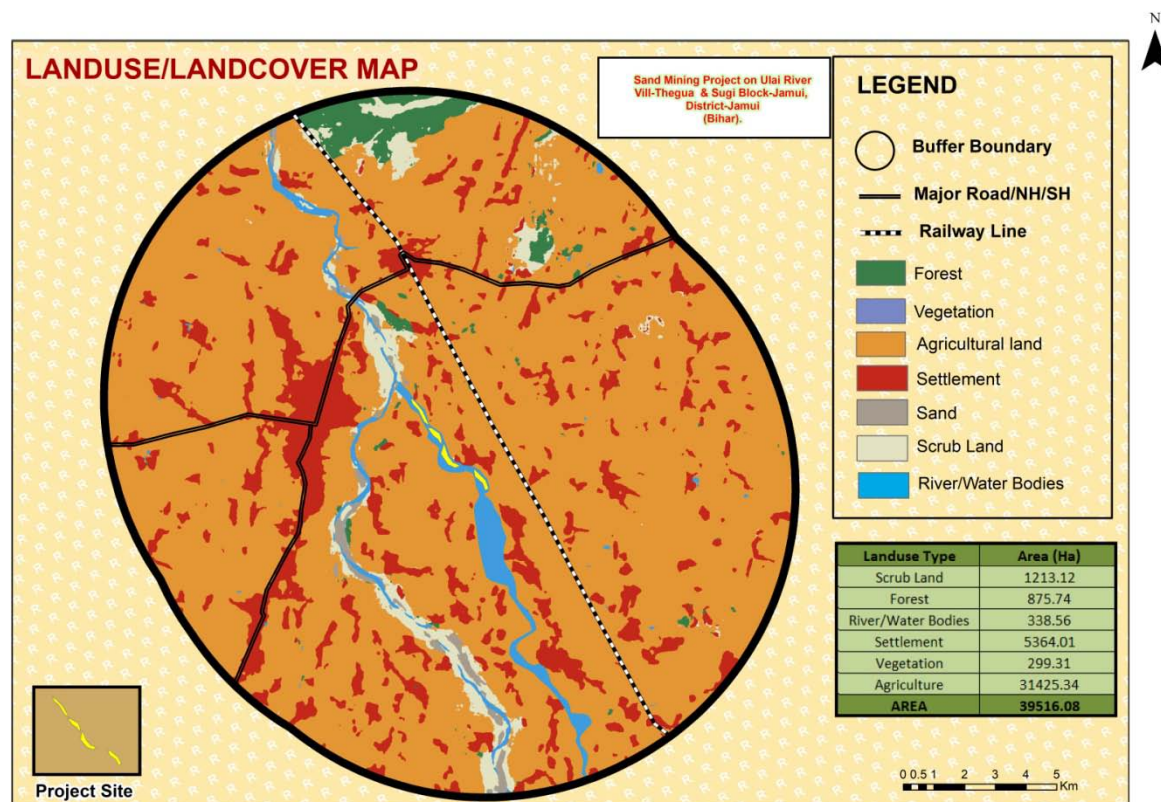 N
LANDUSE/LANDCOVER MAP
Sand Mining Project on Ulai River
Vill-Thegua & Sugi Block-Jamui,
District-Jamui
(Bihar).
LEGEND
Buffer Boundary
Major Road/NH/SH
Railway Line
Forest
Vegetation
Agricultural land
Settlement
Sand
Scrub Land
River/Water Bodies
Landuse Type Area (Ha)
Scrub Land 1213.12
Forest 875.74
River/Water Bodies 338.56
Settlement 5364.01
Vegetation 299.31
Agriculture 31425.34
AREA 39516.08
Project Site
0 0.5 1 2 3 4 5
Km